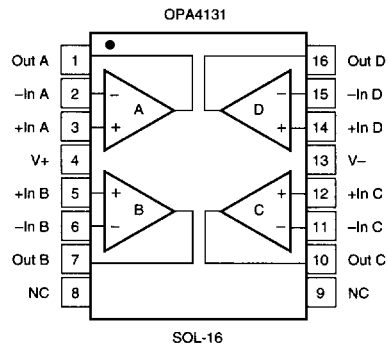 OPA4131
Out A 1 16 Out D
–In A 2 – – 15 –In D
A D
+In A 3 + + 14 +In D
V+ 4 13 V–
+In B 5 + + 12 +In C
B C
–In B 6 – – 11 –In C
Out B 7 10 Out C
NC 8 9 NC
SOL-16